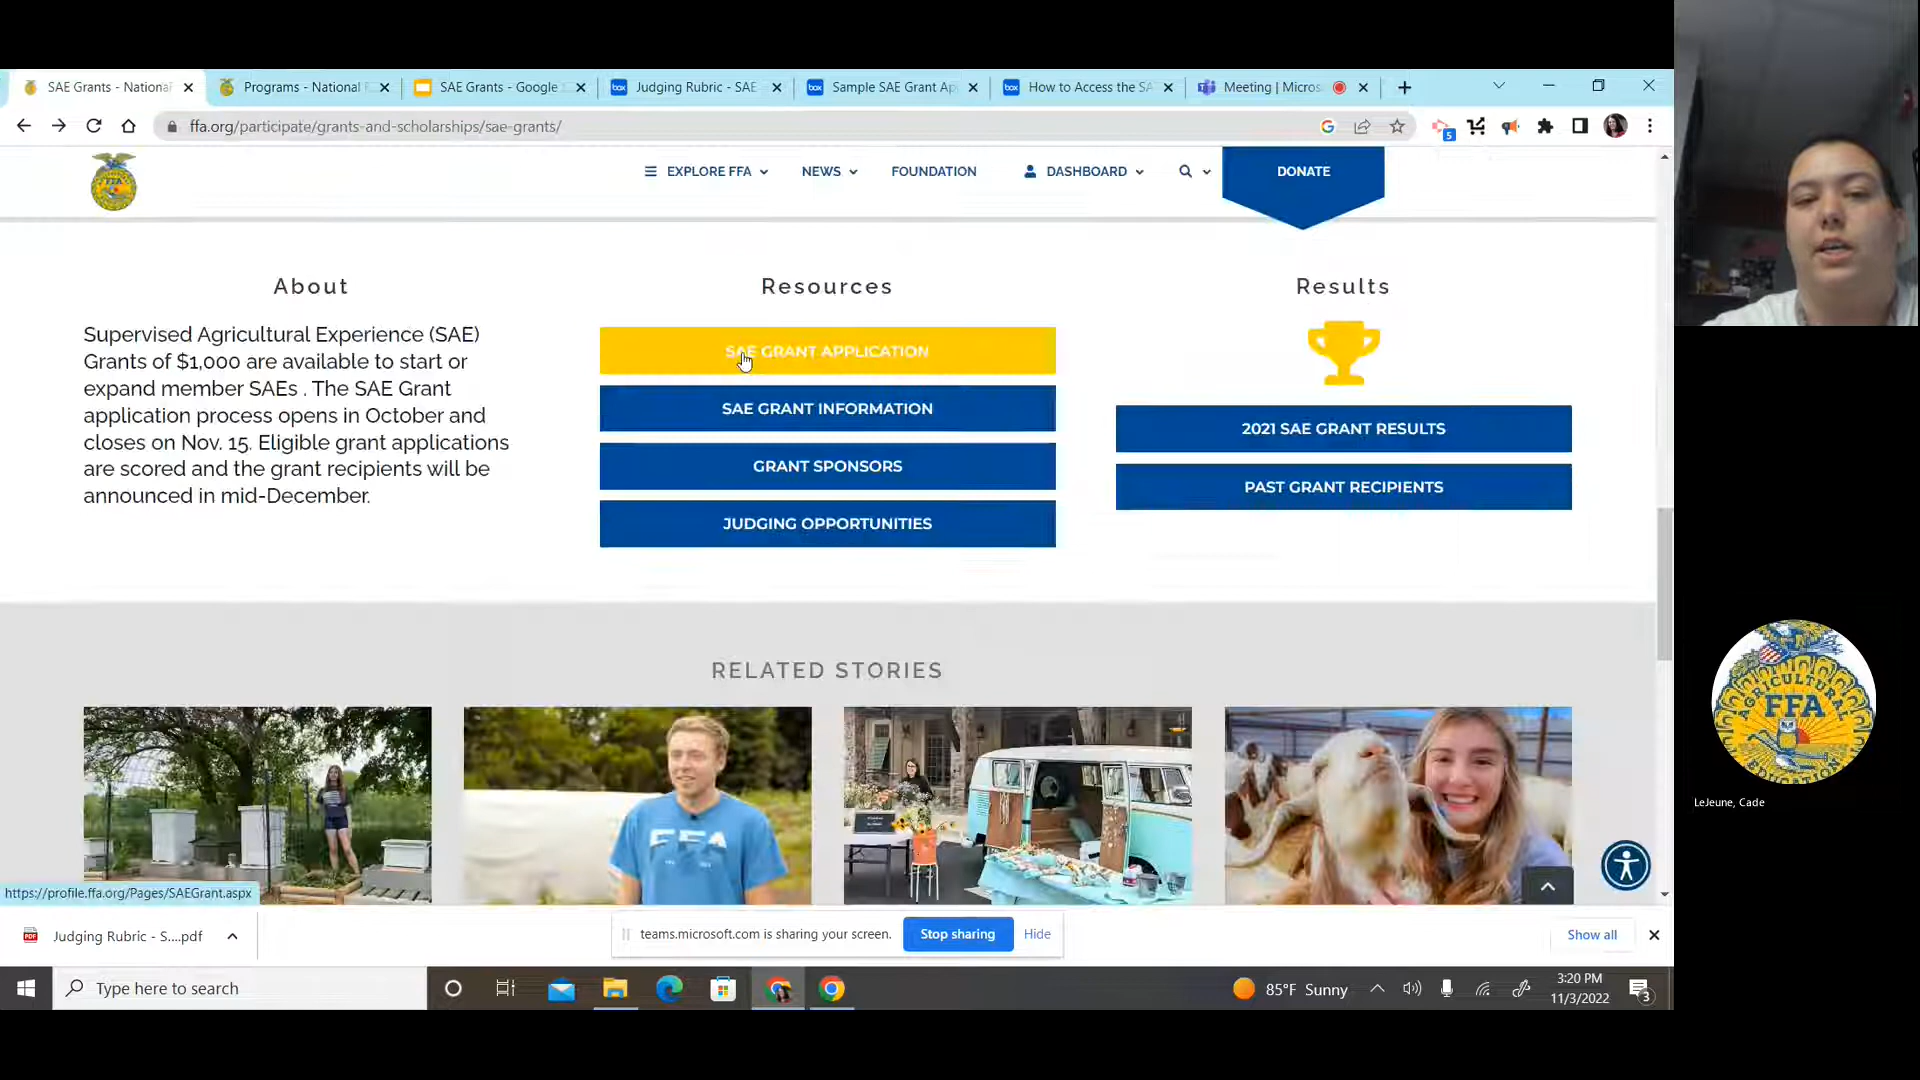 SAE Grants - National
Programs - National F
SAE Grants - Google
Judging Rubric - SAE
Sample SAE Grant Ap
How to Access the SA
Meeting | Micros
ffa.org/participate/grants-and-scholarships/sae-grants/
5
FFA
EXPLORE FFA
NEWS
FOUNDATION
DASHBOARD
DONATE
About
Supervised Agricultural Experience (SAE)
Grants of $1,000 are available to start or
expand member SAEs . The SAE Grant
application process opens in October and
closes on Nov. 15. Eligible grant applications
are scored and the grant recipients will be
announced in mid-December.
Resources
SAE GRANT APPLICATION
SAE GRANT INFORMATION
GRANT SPONSORS
JUDGING OPPORTUNITIES
Results
2021 SAE GRANT RESULTS
PAST GRANT RECIPIENTS
RELATED STORIES
FFA
https://profile.ffa.org/Pages/SAEGrant.aspx
Judging Rubric - S....pdf
teams.microsoft.com is sharing your screen.
Stop sharing
Hide
Show all
Type here to search
85°F Sunny
3:20 PM
11/3/2022
3
AGRICULTURAL
FFA
EDUCATION
LeJeune, Cade